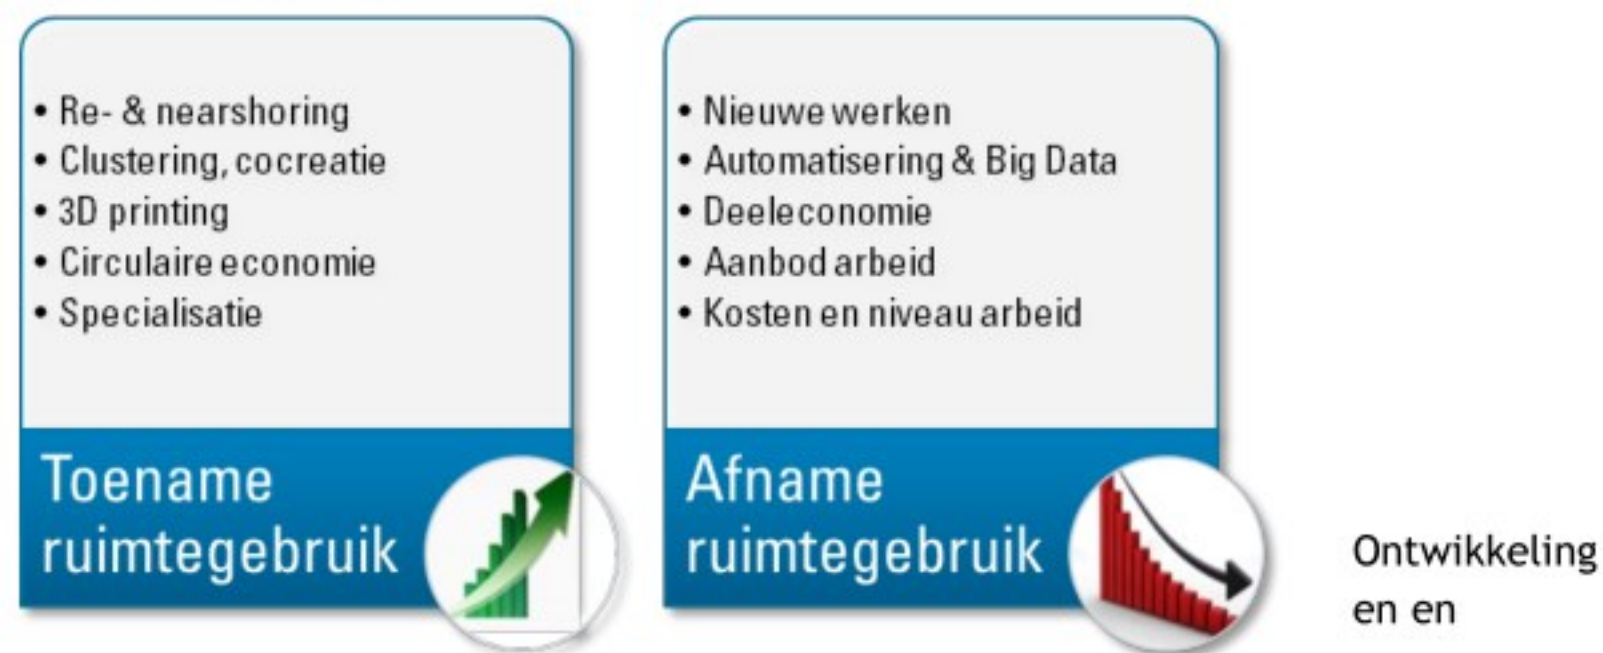 • Re- & nearshoring
• Clustering, cocreatie
• 3D printing
• Circulaire economie
• Specialisatie
Toename
ruimtegebruik
• Nieuwe werken
• Automatisering & Big Data
• Deeleconomie
• Aanbod arbeid
• Kosten en niveau arbeid
Afname
ruimtegebruik
Ontwikkeling
en en